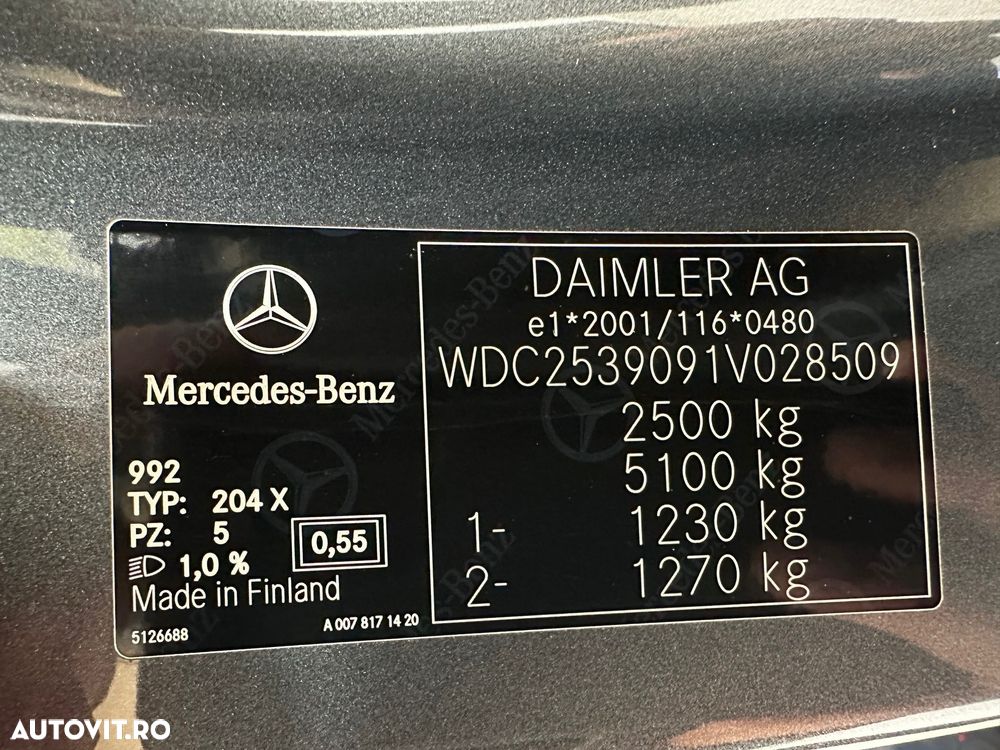 Mercedes-Benz
992
TYP: 204 X
PZ: 5
1,0 %
0,55
Made in Finland
5126688
A 007 817 14 20
DAIMLER AG
e1*2001/116*0480
WDC2539091V028509
2500 kg
5100 kg
1- 1230 kg
2- 1270 kg
AUTOVIT.RO